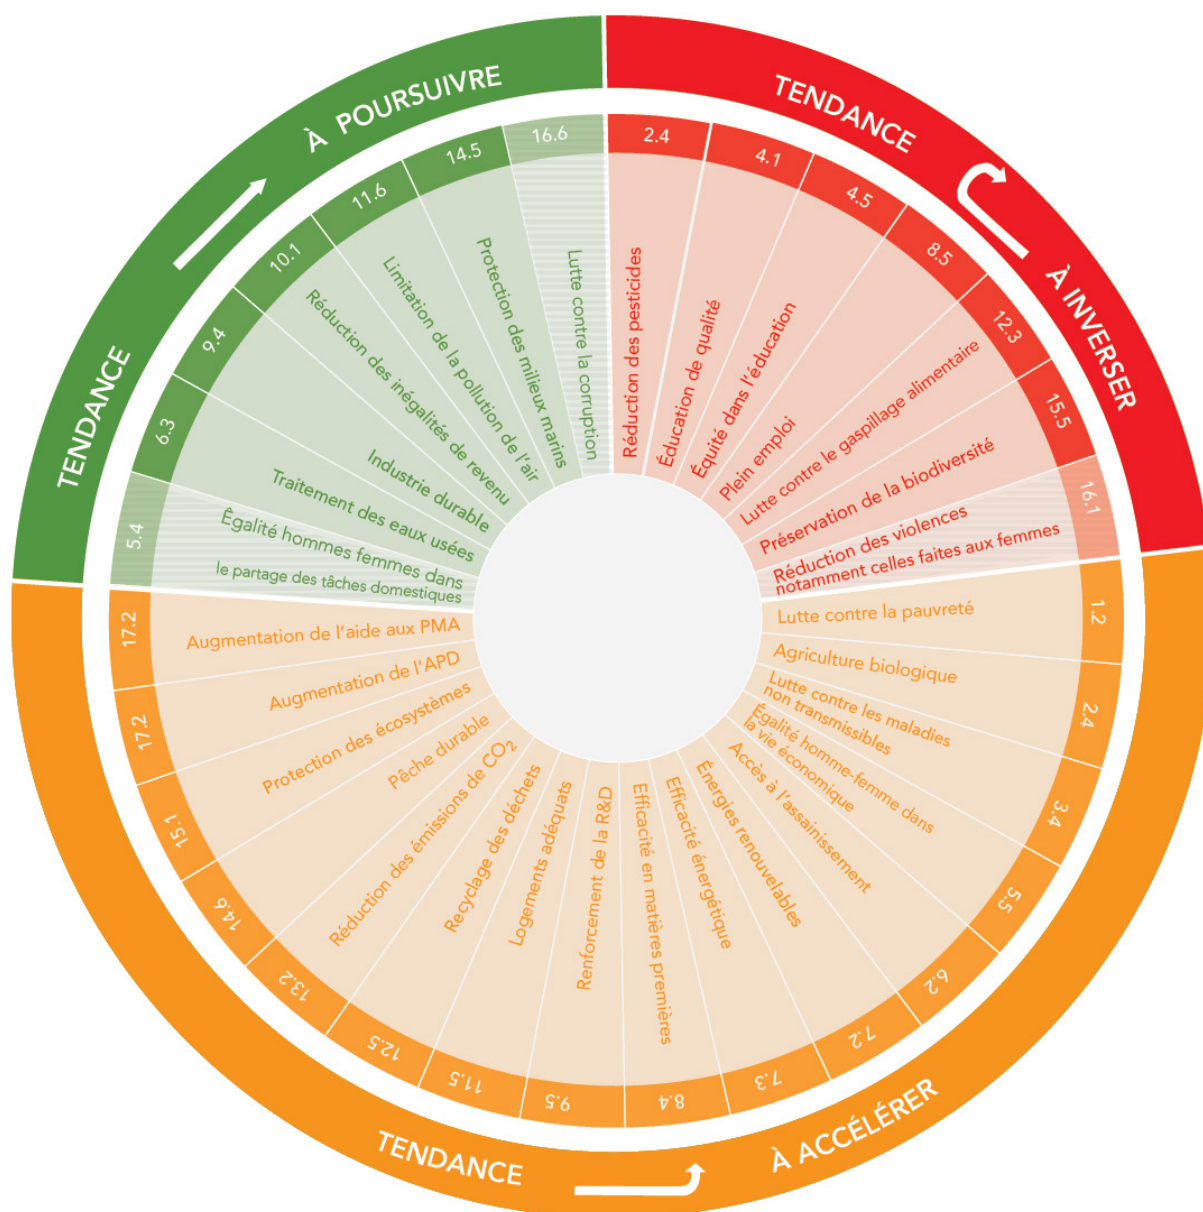 TENDANCE
À POURSUIVRE
TENDANCE
À INVERSER
TENDANCE
À ACCÉLÉRER
2.4
Réduction des pesticides
4.1
Éducation de qualité
4.5
Équité dans l'éducation
8.5
Plein emploi
12.3
Lutte contre le gaspillage alimentaire
15.5
Préservation de la biodiversité
16.1
Réduction des violences
notamment celles faites aux femmes
1.2
Lutte contre la pauvreté
2.4
Agriculture biologique
3.4
Lutte contre les maladies
non transmissibles
5.5
Égalité homme-femme dans
la vie économique
6.2
Accès à l'assainissement
7.2
Énergies renouvelables
7.3
Efficacité énergétique
8.4
Efficacité en matières premières
9.5
Renforcement de la R&D
11.5
Logements adéquats
12.5
Recyclage des déchets
13.2
Réduction des émissions de CO₂
14.6
Pêche durable
15.1
Protection des écosystèmes
17.2
Augmentation de l'APD
17.2
Augmentation de l'aide aux PMA
5.4
Êgalité hommes femmes dans
le partage des tâches domestiques
6.3
Traitement des eaux usées
9.4
Industrie durable
10.1
Réduction des inégalités de revenu
11.6
Limitation de la pollution de l'air
14.5
Protection des milieux marins
16.6
Lutte contre la corruption